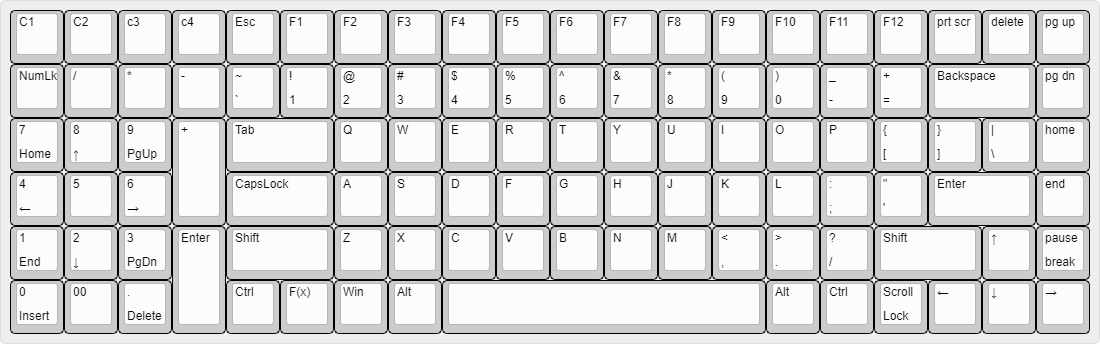 C1 C2 c3 c4 Esc F1 F2 F3 F4 F5 F6 F7 F8 F9 F10 F11 F12 prt scr delete pg up
NumLk / * - ~ ! @ # $ % ^ & * ( ) _ + Backspace pg dn
` 1 2 3 4 5 6 7 8 9 0 - =
7 8 9 + Tab Q W E R T Y U I O P { } | home
Home ↑ PgUp [ ] \
4 5 6 CapsLock A S D F G H J K L : " Enter end
← → ; '
1 2 3 Enter Shift Z X C V B N M < > ? Shift ↑ pause
End ↓ PgDn , . / break
0 00 . Ctrl F(x) Win Alt Alt Ctrl Scroll ← ↓ →
Insert Delete Lock